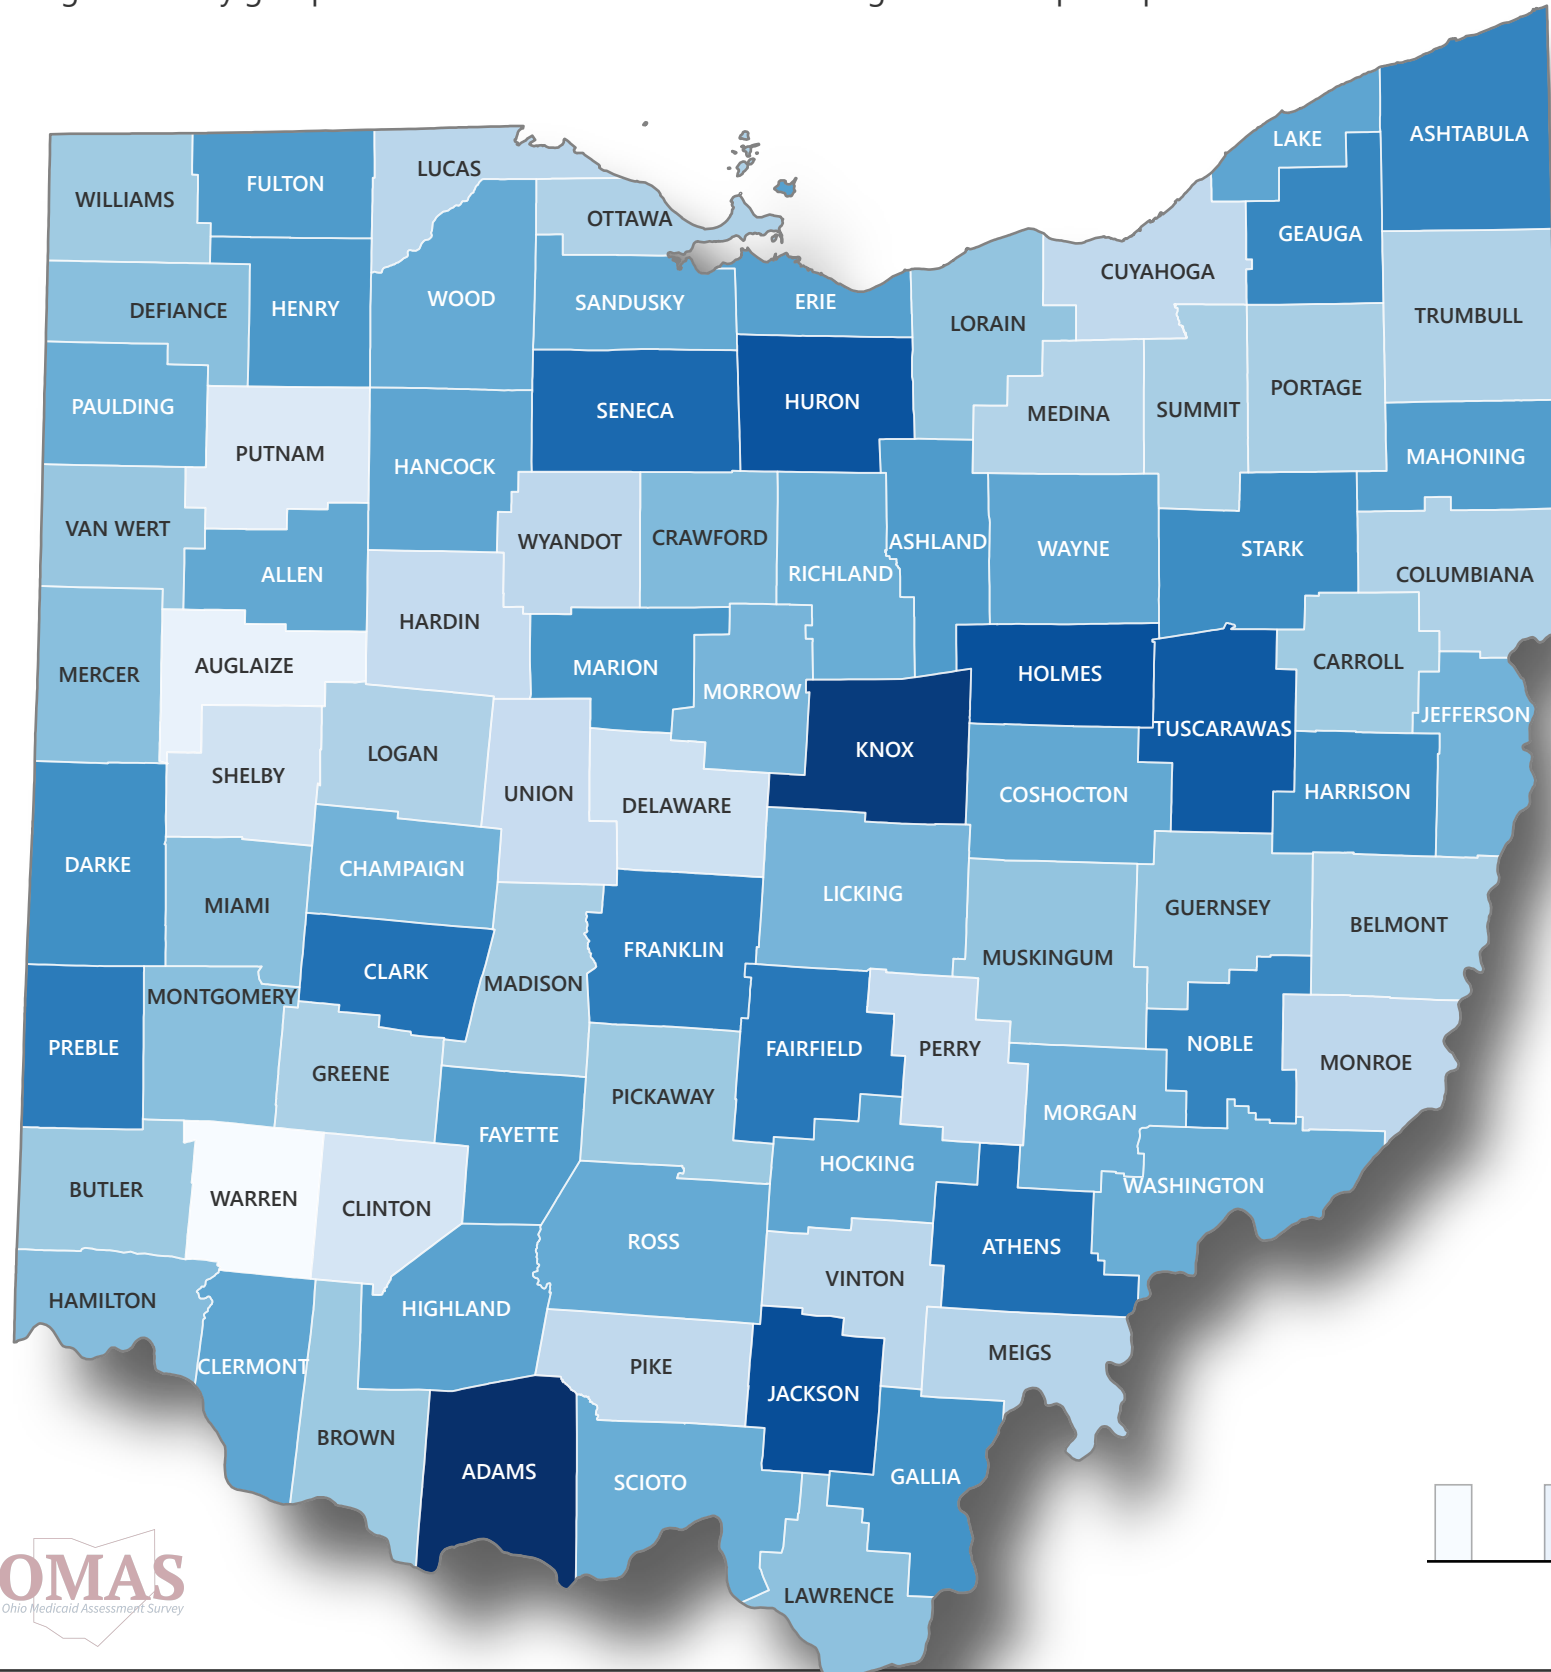 LAKE
ASHTABULA
LUCAS
WILLIAMS
FULTON
OTTAWA
GEAUGA
CUYAHOGA
DEFIANCE
HENRY
WOOD
SANDUSKY
ERIE
LORAIN
TRUMBULL
PAULDING
SENECA
HURON
MEDINA
SUMMIT
PORTAGE
PUTNAM
HANCOCK
MAHONING
VAN WERT
ALLEN
WYANDOT
CRAWFORD
RICHLAND
ASHLAND
WAYNE
STARK
COLUMBIANA
HARDIN
MERCER
AUGLAIZE
MARION
MORROW
HOLMES
CARROLL
JEFFERSON
TUSCARAWAS
SHELBY
LOGAN
UNION
DELAWARE
KNOX
COSHOCTON
HARRISON
DARKE
CHAMPAIGN
MIAMI
LICKING
GUERNSEY
BELMONT
CLARK
FRANKLIN
MADISON
MUSKINGUM
MONTGOMERY
PREBLE
GREENE
FAIRFIELD
PERRY
NOBLE
MONROE
PICKAWAY
MORGAN
FAYETTE
HOCKING
WASHINGTON
BUTLER
WARREN
CLINTON
ROSS
ATHENS
VINTON
HAMILTON
HIGHLAND
CLERMONT
PIKE
MEIGS
JACKSON
BROWN
ADAMS
SCIOTO
GALLIA
LAWRENCE
OMAS
Ohio Medicaid Assessment Survey